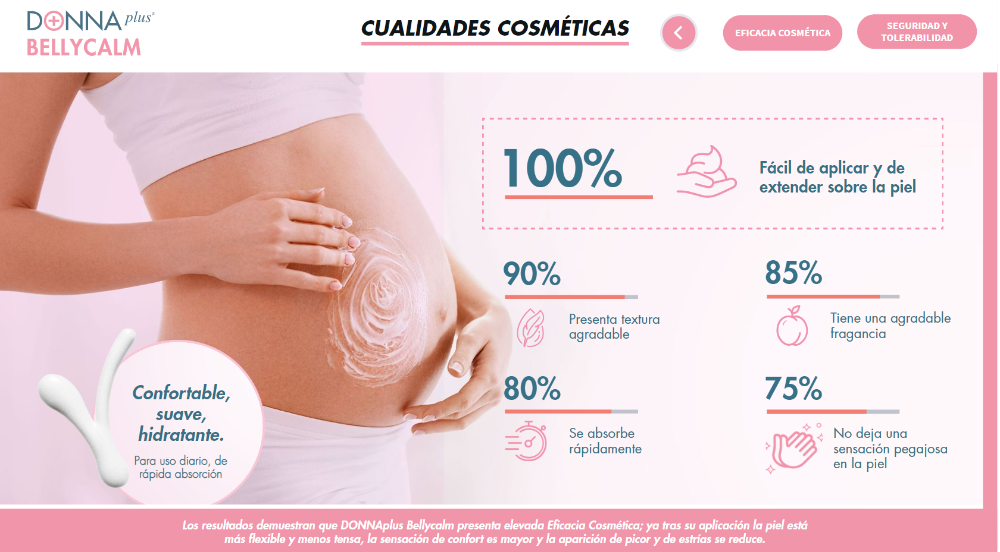 DONNA plus®
BELLYCALM
CUALIDADES COSMÉTICAS
EFICACIA COSMÉTICA
SEGURIDAD Y
TOLERABILIDAD
100%
Fácil de aplicar y de
extender sobre la piel
90%
Presenta textura
agradable
85%
Tiene una agradable
fragancia
80%
Se absorbe
rápidamente
75%
No deja una
sensación pegajosa
en la piel
Confortable,
suave,
hidratante.
Para uso diario, de
rápida absorción
Los resultados demuestran que DONNAplus Bellycalm presenta elevada Eficacia Cosmética; ya tras su aplicación la piel está
más flexible y menos tensa, la sensación de confort es mayor y la aparición de picor y de estrías se reduce.